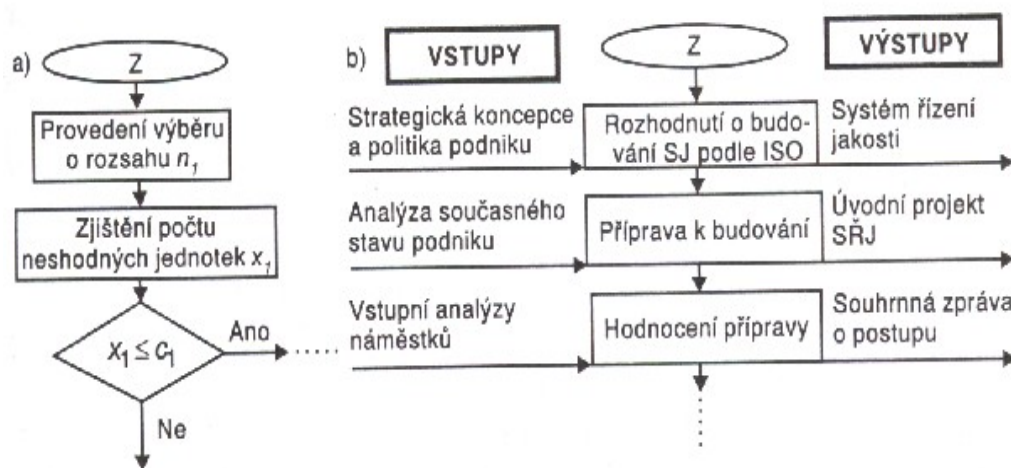 a)
Z
Provedení výběru
o rozsahu n₁
Zjištění počtu
neshodných jednotek x₁
x₁ ≤ c₁
Ano
Ne
b)
VSTUPY
Z
VÝSTUPY
Strategická koncepce
a politika podniku
Rozhodnutí o budo-
vání SJ podle ISO
Systém řízení
jakosti
Analýza současného
stavu podniku
Příprava k budování
Úvodní projekt
SŘJ
Vstupní analýzy
náměstků
Hodnocení přípravy
Souhrnná zpráva
o postupu